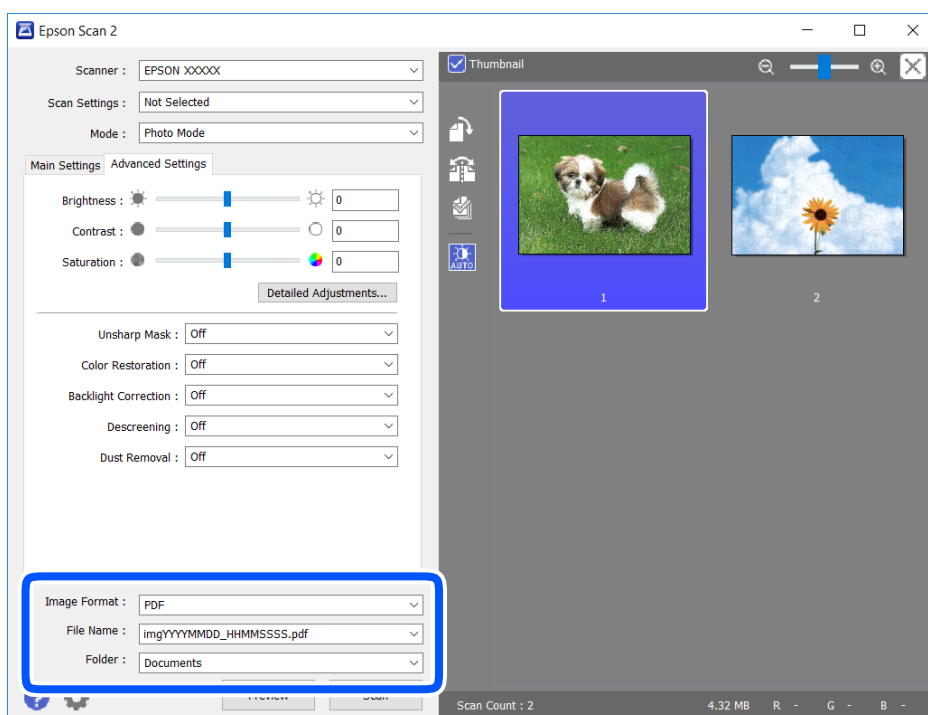 Epson Scan 2
Scanner : EPSON XXXXX
Scan Settings : Not Selected
Mode : Photo Mode
Main Settings Advanced Settings
Brightness : 0
Contrast : 0
Saturation : 0
Detailed Adjustments...
Unsharp Mask : Off
Color Restoration : Off
Backlight Correction : Off
Descreening : Off
Dust Removal : Off
Image Format : PDF
File Name : imgYYYYMMDD_HHMMSSSS.pdf
Folder : Documents
?
Preview Scan
Thumbnail
AUTO
1
2
Scan Count : 2 4.32 MB R - G - B -